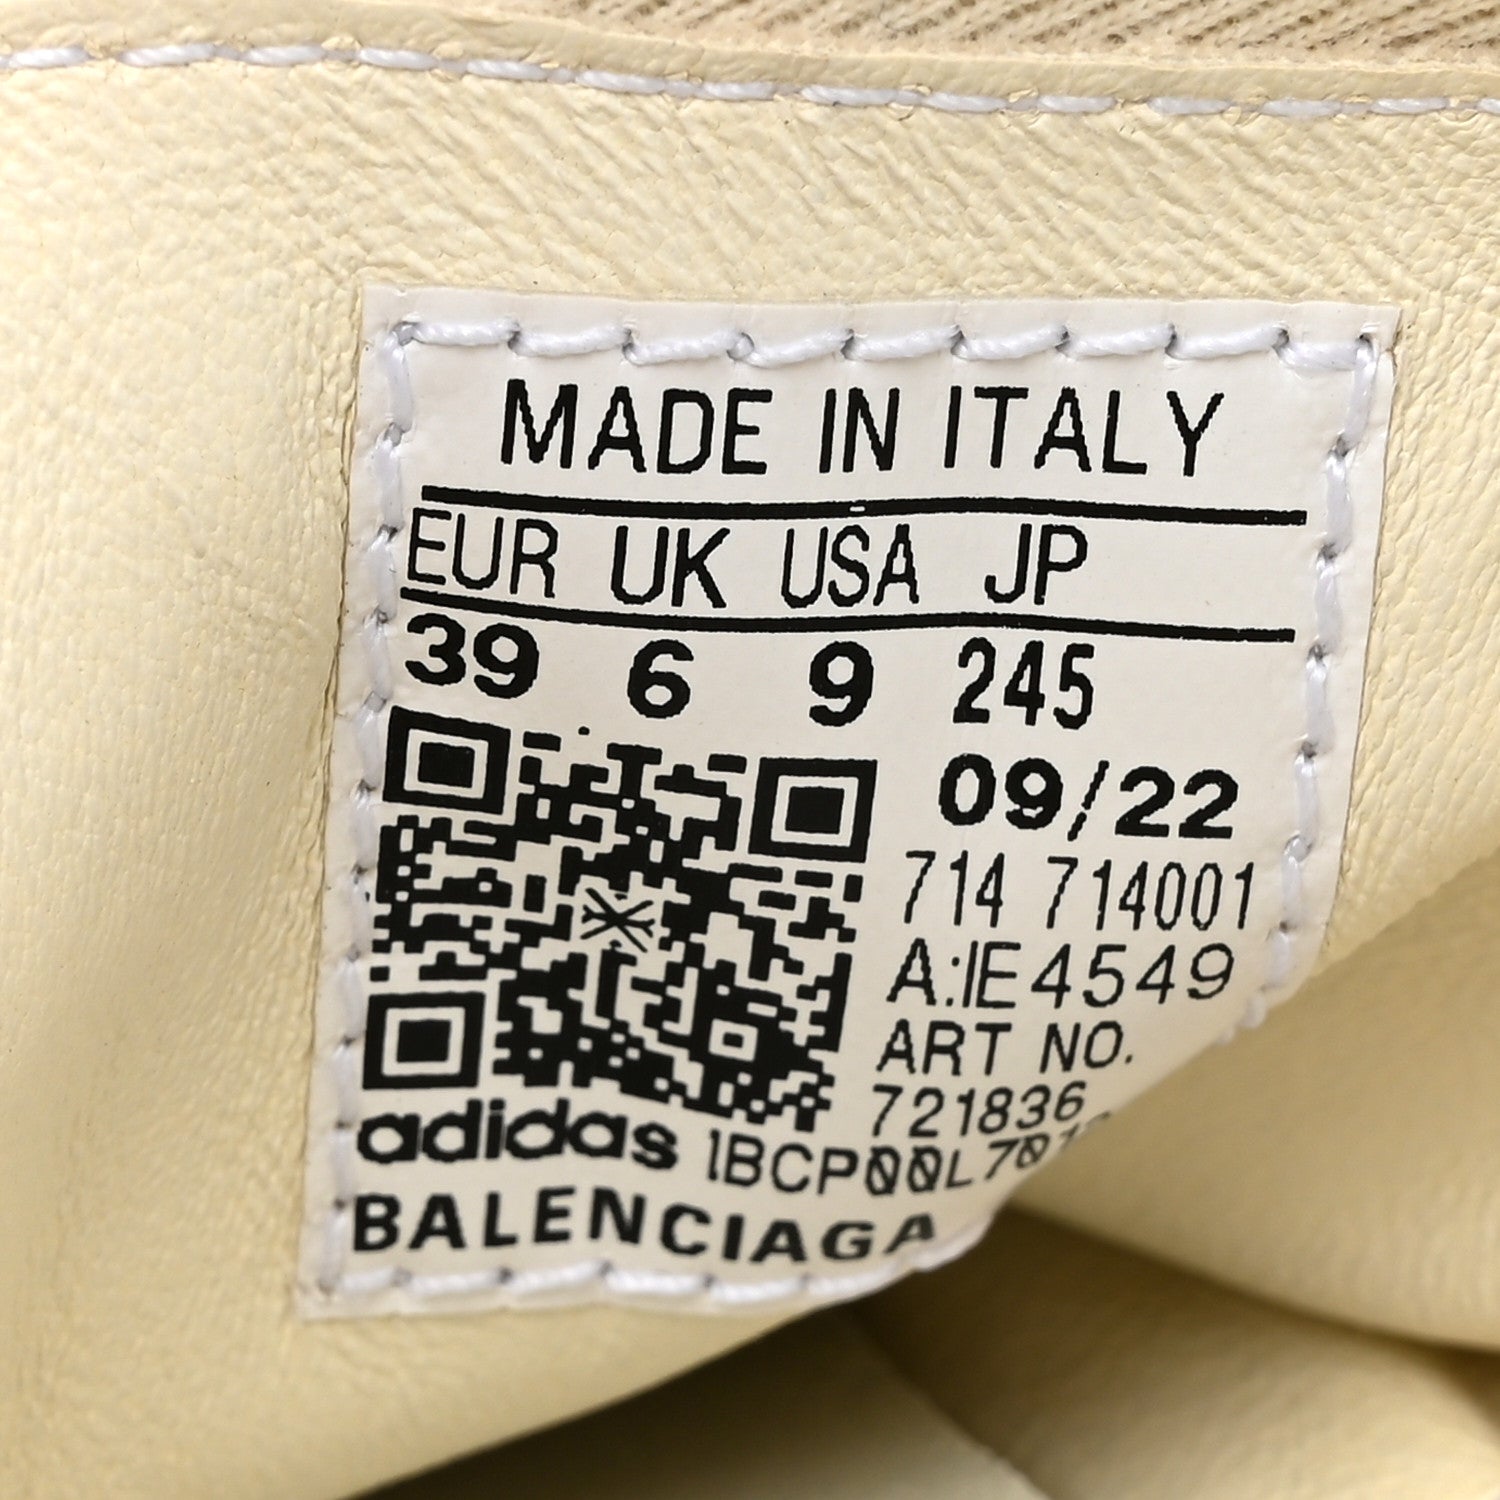 MADE IN ITALY
EUR UK USA JP
39 6 9 245
09/22
714 714001
A:IE4549
ART NO.
721836
adidas
BALENCIAGA